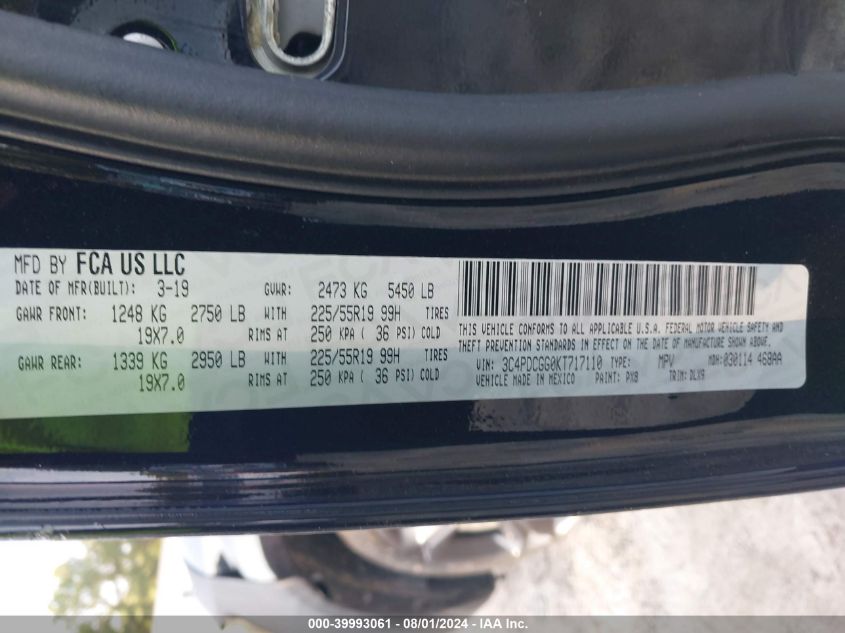 MFD BY FCA US LLC
DATE OF MFR(BUILT): 3-19 GVWR: 2473 KG 5450 LB
GAWR FRONT: 1248 KG 2750 LB WITH 225/55R19 99H TIRES
19X7.0 RIMS AT 250 KPA ( 36 PSI) COLD
GAWR REAR: 1339 KG 2950 LB WITH 225/55R19 99H TIRES
19X7.0 RIMS AT 250 KPA ( 36 PSI) COLD
THIS VEHICLE CONFORMS TO ALL APPLICABLE U.S.A. FEDERAL MOTOR VEHICLE SAFETY AND
THEFT PREVENTION STANDARDS IN EFFECT ON THE DATE OF MANUFACTURE SHOWN ABOVE.
VIN: 3C4PDCGG0KT717110 TYPE: MPV MDH: 030114 468AA
VEHICLE MADE IN MEXICO PAINT: PX8 TRIM: DLX9
000-39993061 - 08/01/2024 - IAA Inc.